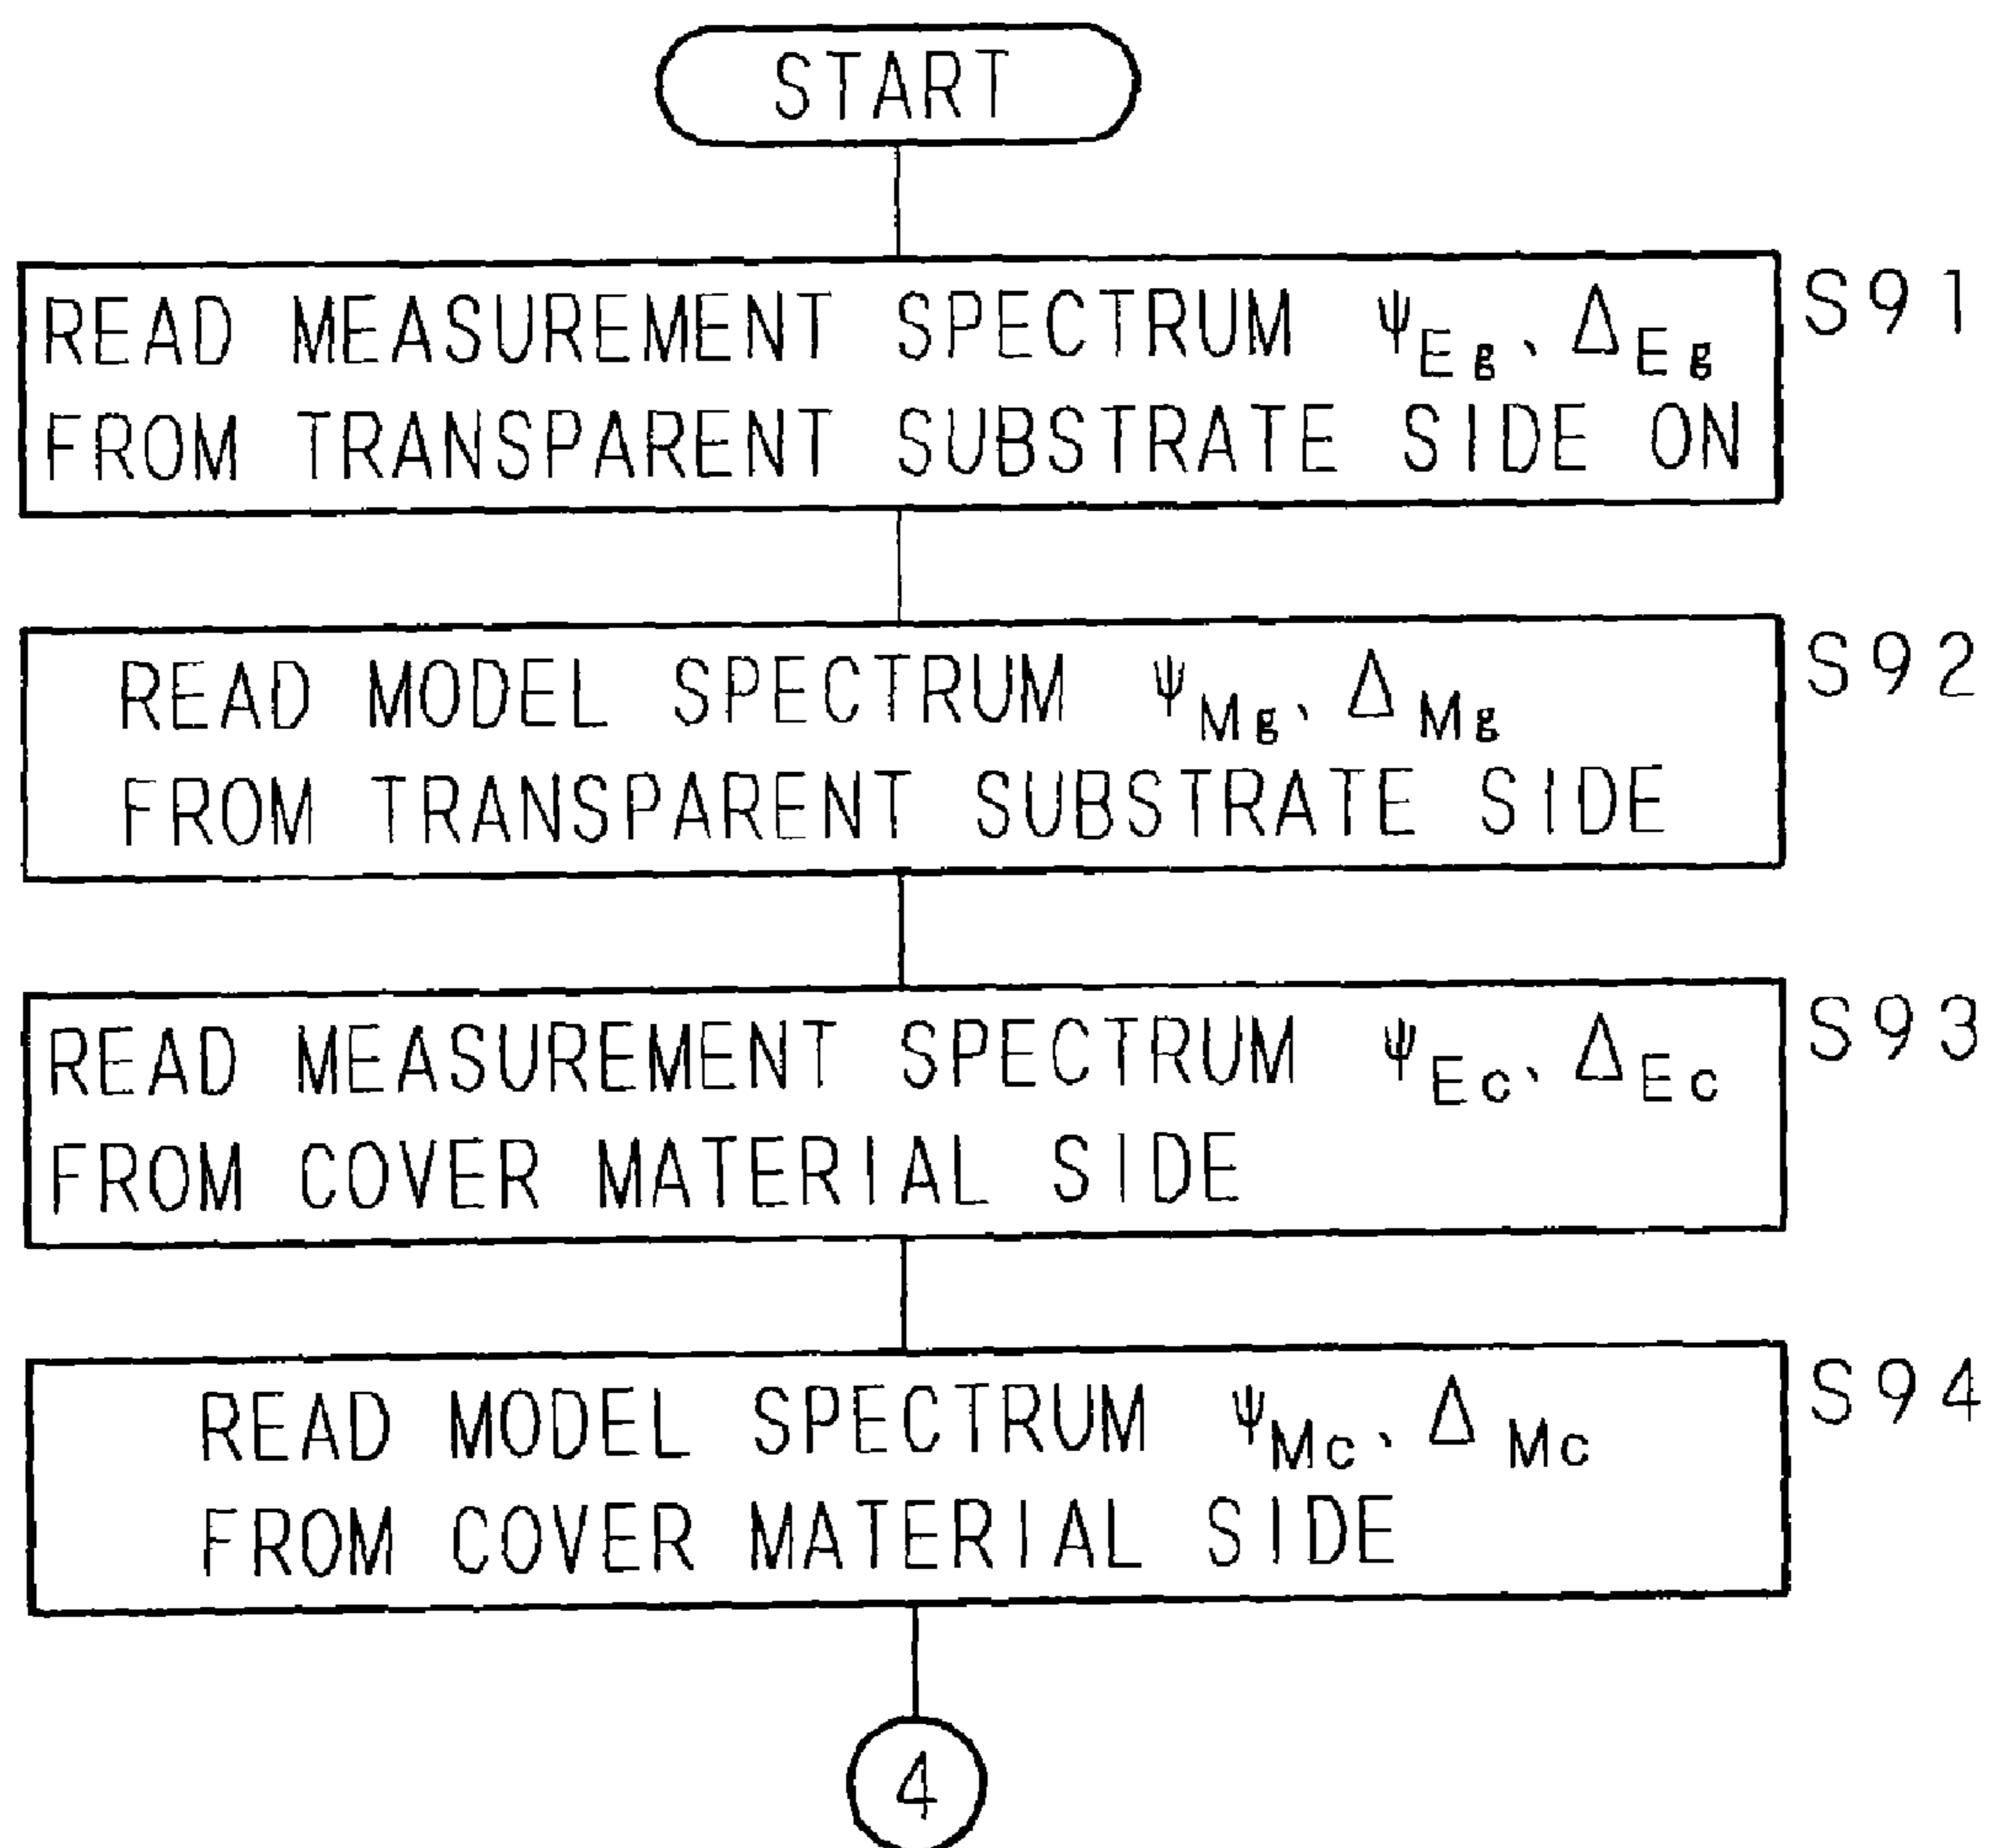 START
READ MEASUREMENT SPECTRUM ψEg、ΔEg
FROM TRANSPARENT SUBSTRATE SIDE ON
S91
READ MODEL SPECTRUM ψMg、ΔMg
FROM TRANSPARENT SUBSTRATE SIDE
S92
READ MEASUREMENT SPECTRUM ψEc、ΔEc
FROM COVER MATERIAL SIDE
S93
READ MODEL SPECTRUM ψMc、ΔMc
FROM COVER MATERIAL SIDE
S94
4